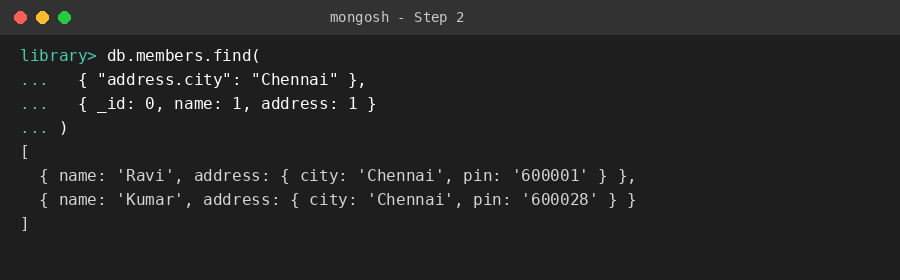 mongosh - Step 2
library> db.members.find(
...   { "address.city": "Chennai" },
...   { _id: 0, name: 1, address: 1 }
... )
[
  { name: 'Ravi', address: { city: 'Chennai', pin: '600001' } },
  { name: 'Kumar', address: { city: 'Chennai', pin: '600028' } }
]